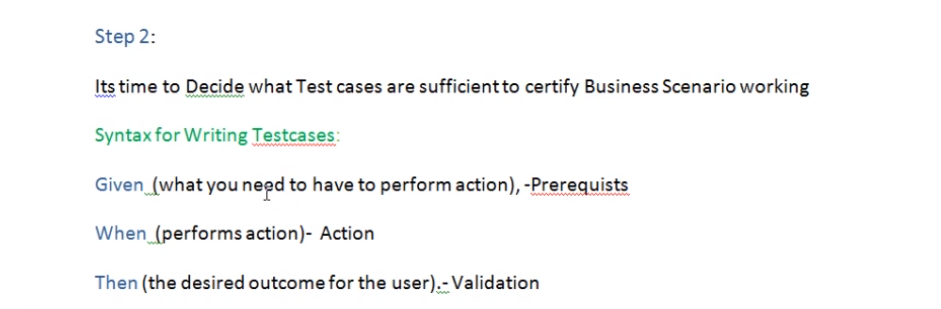 Step 2:
Its time to Decide what Test cases are sufficient to certify Business Scenario working
Syntax for Writing Testcases:
Given (what you need to have to perform action), -Prerequists
When (performs action)- Action
Then (the desired outcome for the user).- Validation